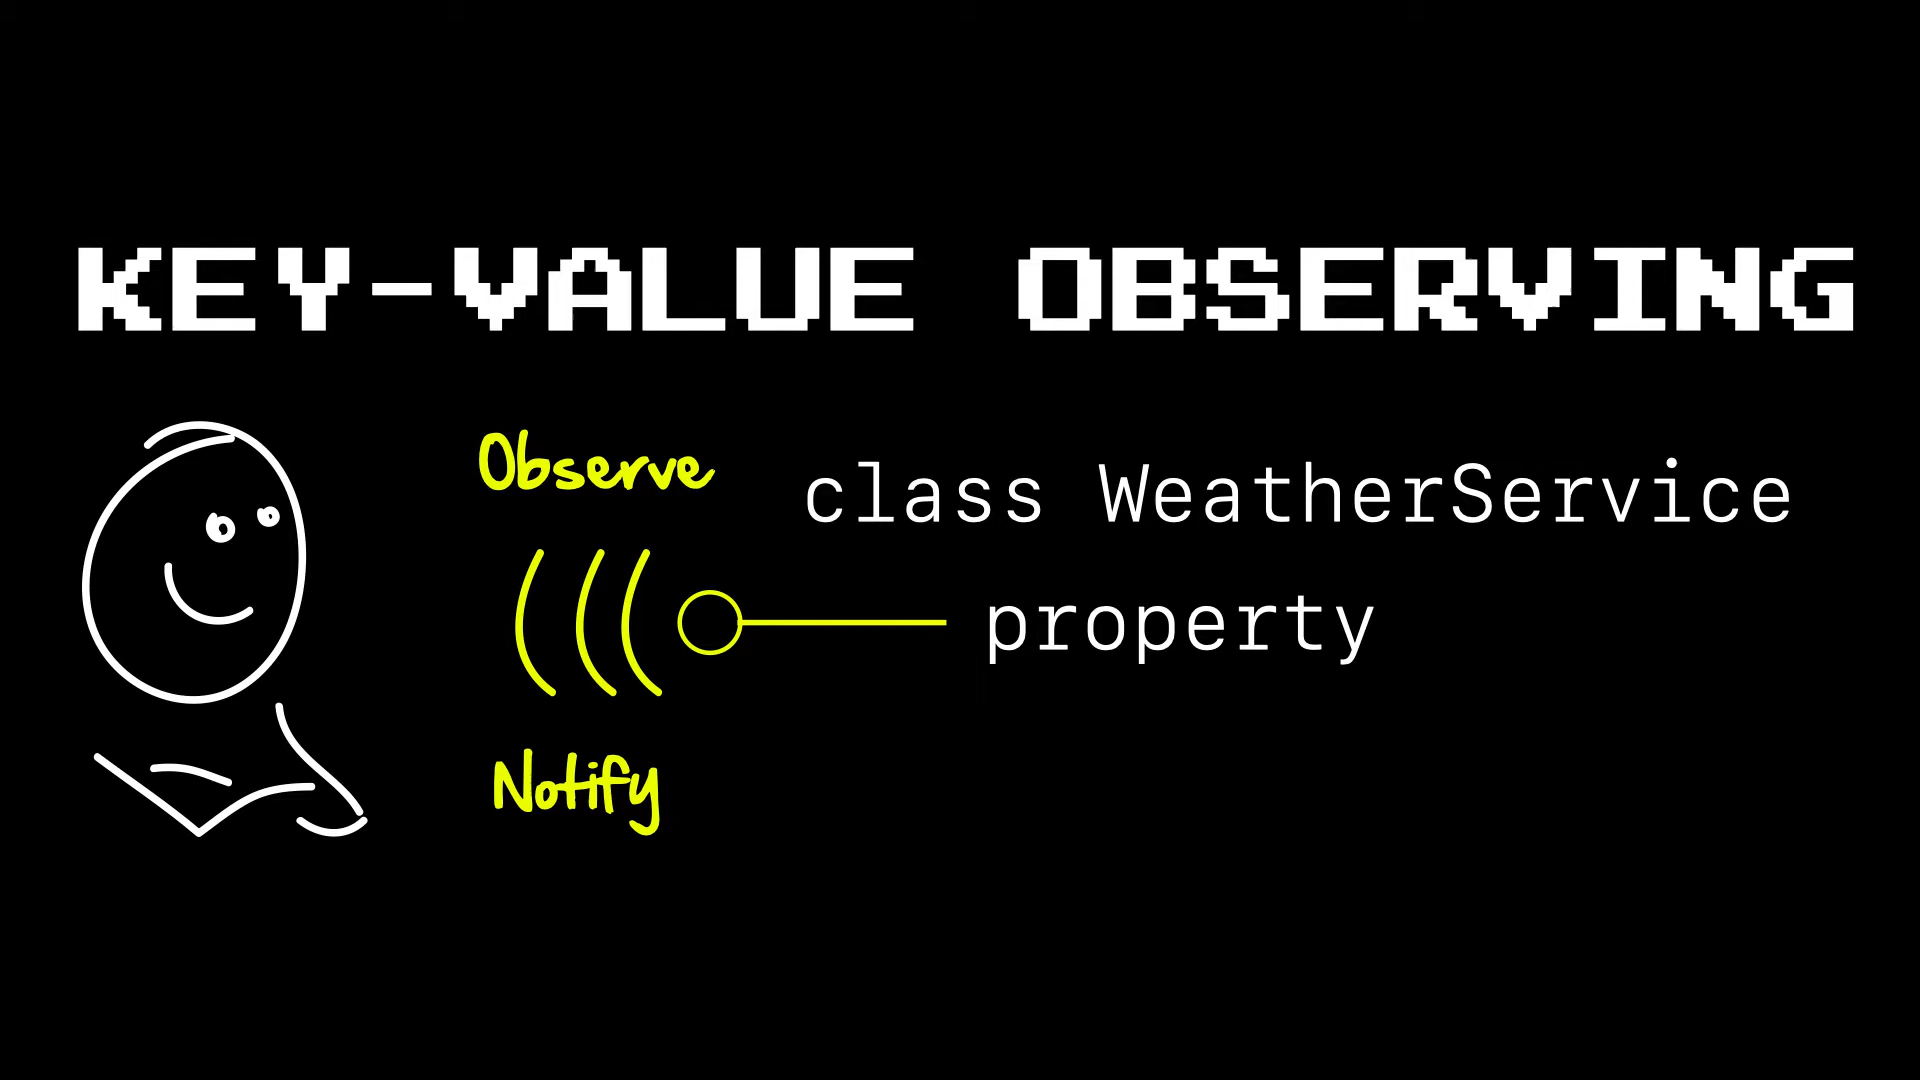 KEY-VALUE OBSERVING
Observe
class WeatherService
property
Notify